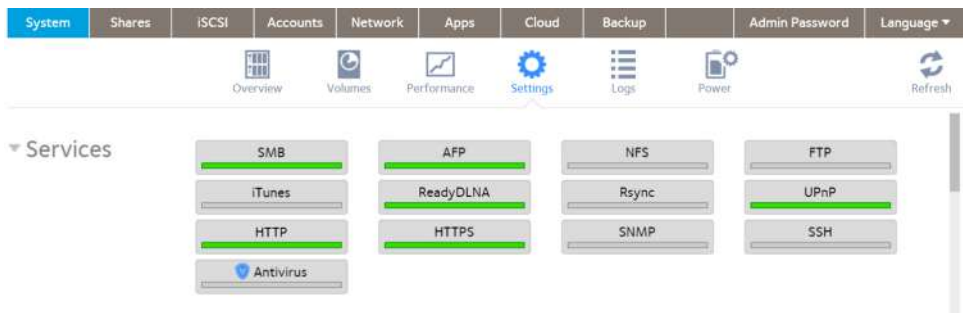 System Shares iSCSI Accounts Network Apps Cloud Backup Admin Password Language
Overview Volumes Performance Settings Logs Power Refresh
Services
SMB AFP NFS FTP
iTunes ReadyDLNA Rsync UPnP
HTTP HTTPS SNMP SSH
Antivirus